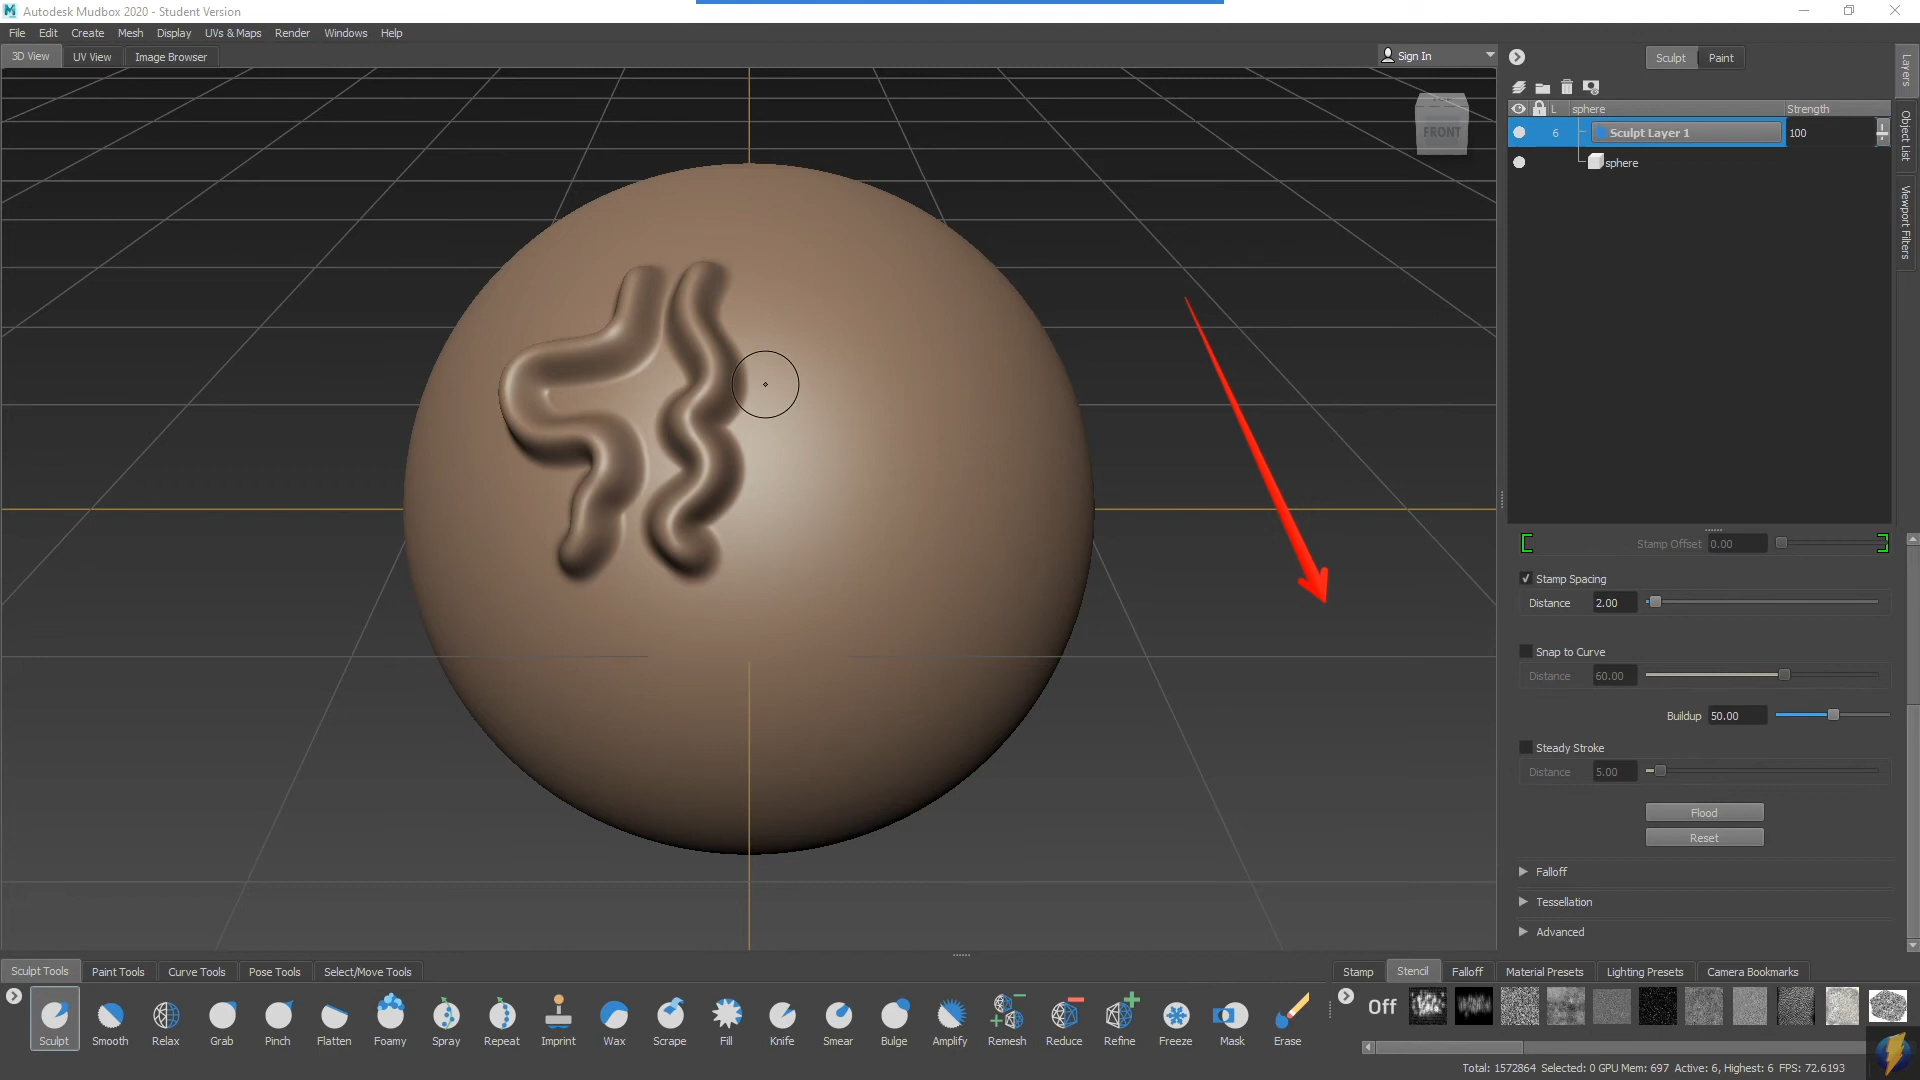 Autodesk Mudbox 2020 - Student Version
File Edit Create Mesh Display UVs & Maps Render Windows Help
3D View UV View Image Browser
Sign In
Sculpt Paint
L sphere Strength
6 Sculpt Layer 1 100
sphere
FRONT
Layers
Object List
Viewport Filters
Stamp Offset 0.00
Stamp Spacing
Distance 2.00
Snap to Curve
Distance 60.00
Buildup 50.00
Steady Stroke
Distance 5.00
Flood
Reset
Falloff
Tessellation
Advanced
Sculpt Tools Paint Tools Curve Tools Pose Tools Select/Move Tools
Stamp Stencil Falloff Material Presets Lighting Presets Camera Bookmarks
Off
Sculpt Smooth Relax Grab Pinch Flatten Foamy Spray Repeat Imprint Wax Scrape Fill Knife Smear Bulge Amplify Remesh Reduce Refine Freeze Mask Erase
Total: 1572864 Selected: 0 GPU Mem: 697 Active: 6, Highest: 6 FPS: 72.6193